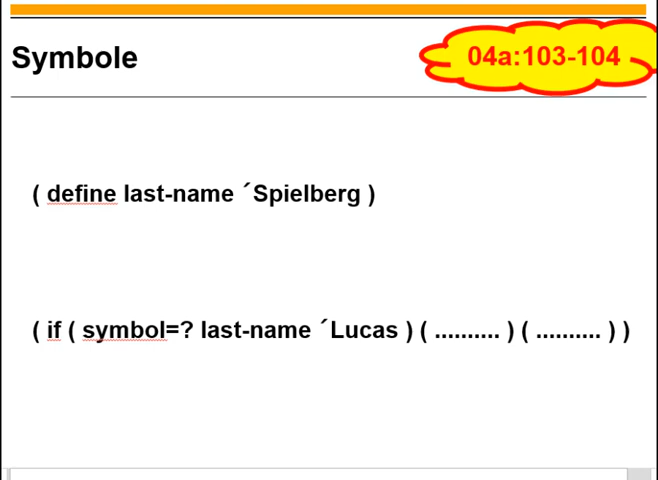 Symbole
04a:103-104
( define last-name ´Spielberg )
( if ( symbol=? last-name ´Lucas ) ( .......... ) ( .......... ) )